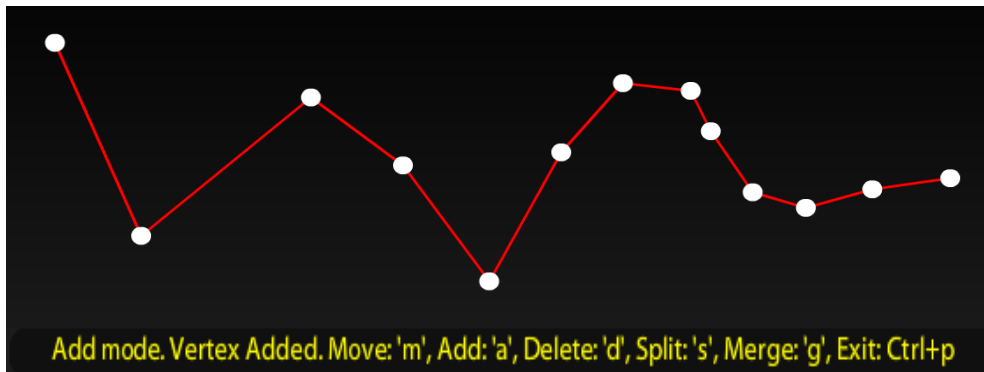 Add mode. Vertex Added. Move: 'm', Add: 'a', Delete: 'd', Split: 's', Merge: 'g', Exit: Ctrl+p